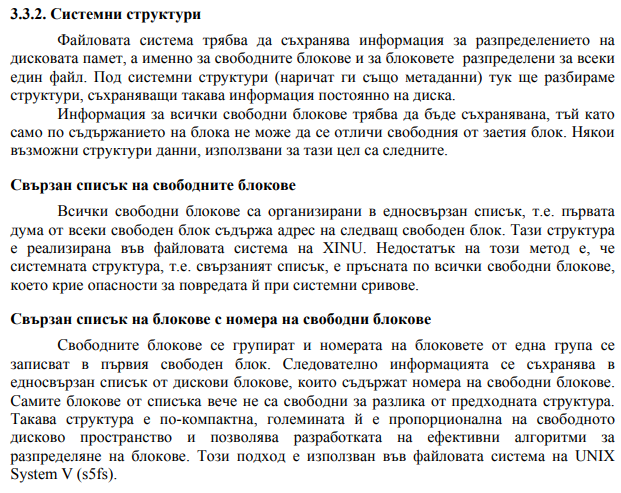 3.3.2. Системни структури
Файловата система трябва да съхранява информация за разпределението на
дисковата памет, а именно за свободните блокове и за блоковете разпределени за всеки
един файл. Под системни структури (наричат ги също метаданни) тук ще разбираме
структури, съхраняващи такава информация постоянно на диска.
Информация за всички свободни блокове трябва да бъде съхранявана, тъй като
само по съдържанието на блока не може да се отличи свободния от заетия блок. Някои
възможни структури данни, използвани за тази цел са следните.
Свързан списък на свободните блокове
Всички свободни блокове са организирани в едносвързан списък, т.е. първата
дума от всеки свободен блок съдържа адрес на следващ свободен блок. Тази структура
е реализирана във файловата система на XINU. Недостатък на този метод е, че
системната структура, т.е. свързаният списък, е пръсната по всички свободни блокове,
което крие опасности за повредата й при системни сривове.
Свързан списък на блокове с номера на свободни блокове
Свободните блокове се групират и номерата на блоковете от една група се
записват в първия свободен блок. Следователно информацията се съхранява в
едносвързан списък от дискови блокове, които съдържат номера на свободни блокове.
Самите блокове от списъка вече не са свободни за разлика от предходната структура.
Такава структура е по-компактна, големината й е пропорционална на свободното
дисково пространство и позволява разработката на ефективни алгоритми за
разпределяне на блокове. Този подход е използван във файловата система на UNIX
System V (s5fs).